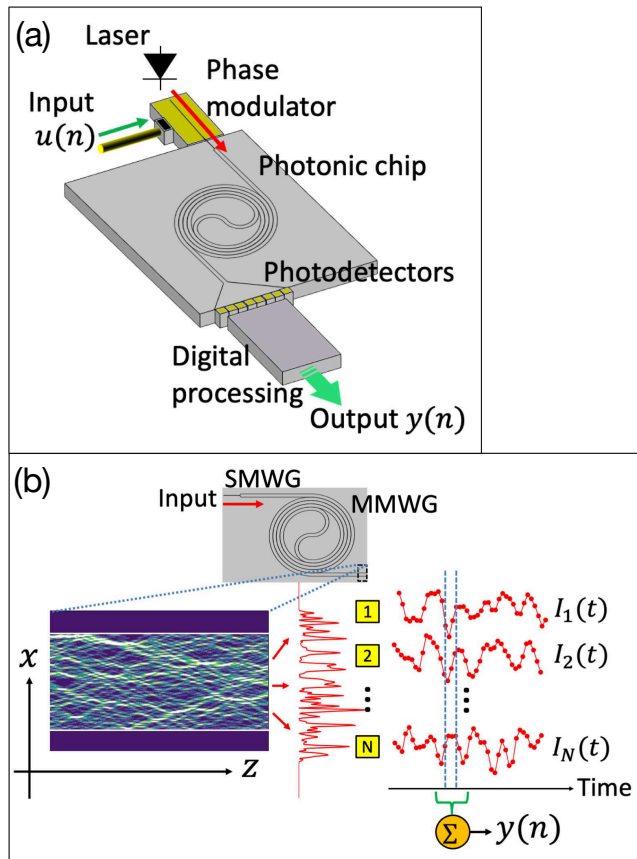 (a)
Laser
Phase
modulator
Input
u(n)
Photonic chip
Photodetectors
Digital
processing
Output y(n)
(b)
SMWG
Input
MMWG
1
I₁(t)
x
2
I₂(t)
N
I_N(t)
z
Time
Σ
y(n)